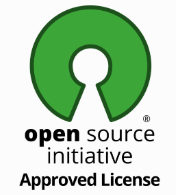 ®
open source
initiative
Approved License